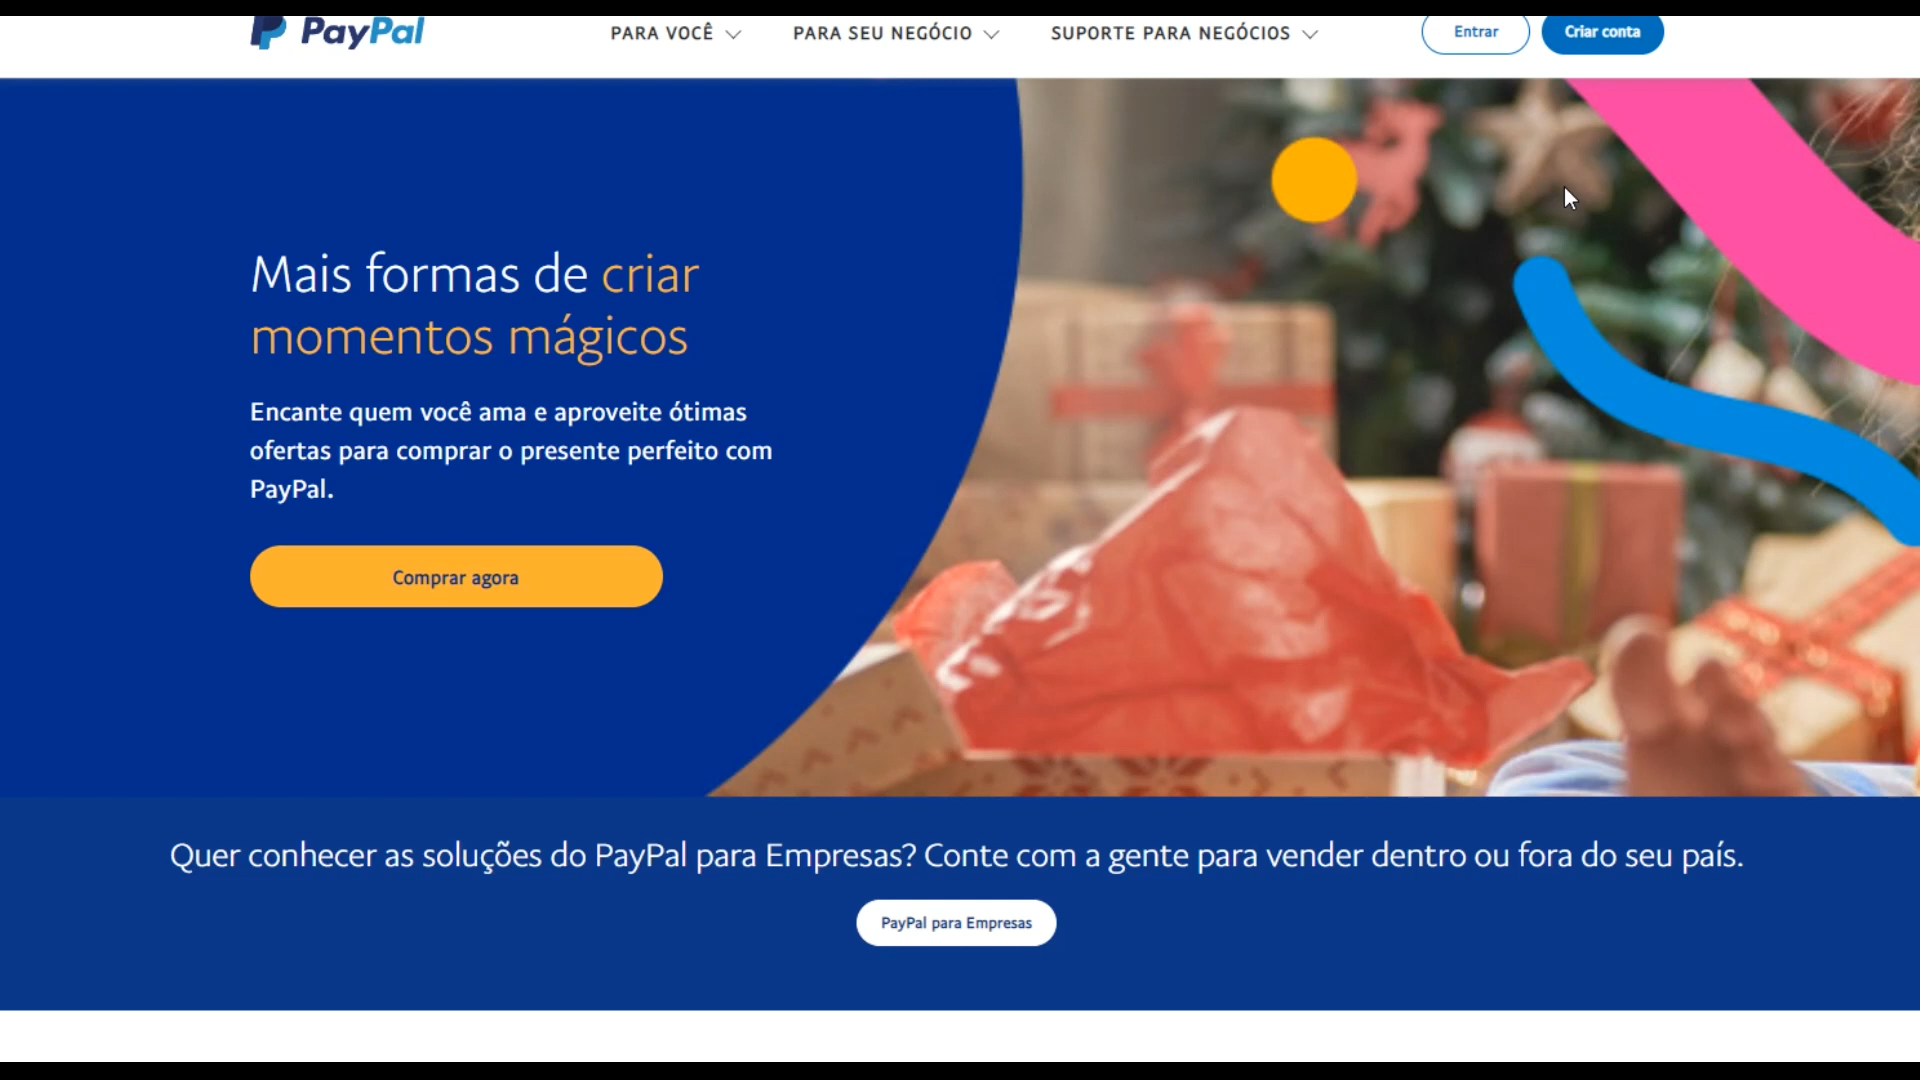 PayPal
PARA VOCÊ
PARA SEU NEGÓCIO
SUPORTE PARA NEGÓCIOS
Entrar
Criar conta
Mais formas de criar
momentos mágicos
Encante quem você ama e aproveite ótimas
ofertas para comprar o presente perfeito com
PayPal.
Comprar agora
Quer conhecer as soluções do PayPal para Empresas? Conte com a gente para vender dentro ou fora do seu país.
PayPal para Empresas